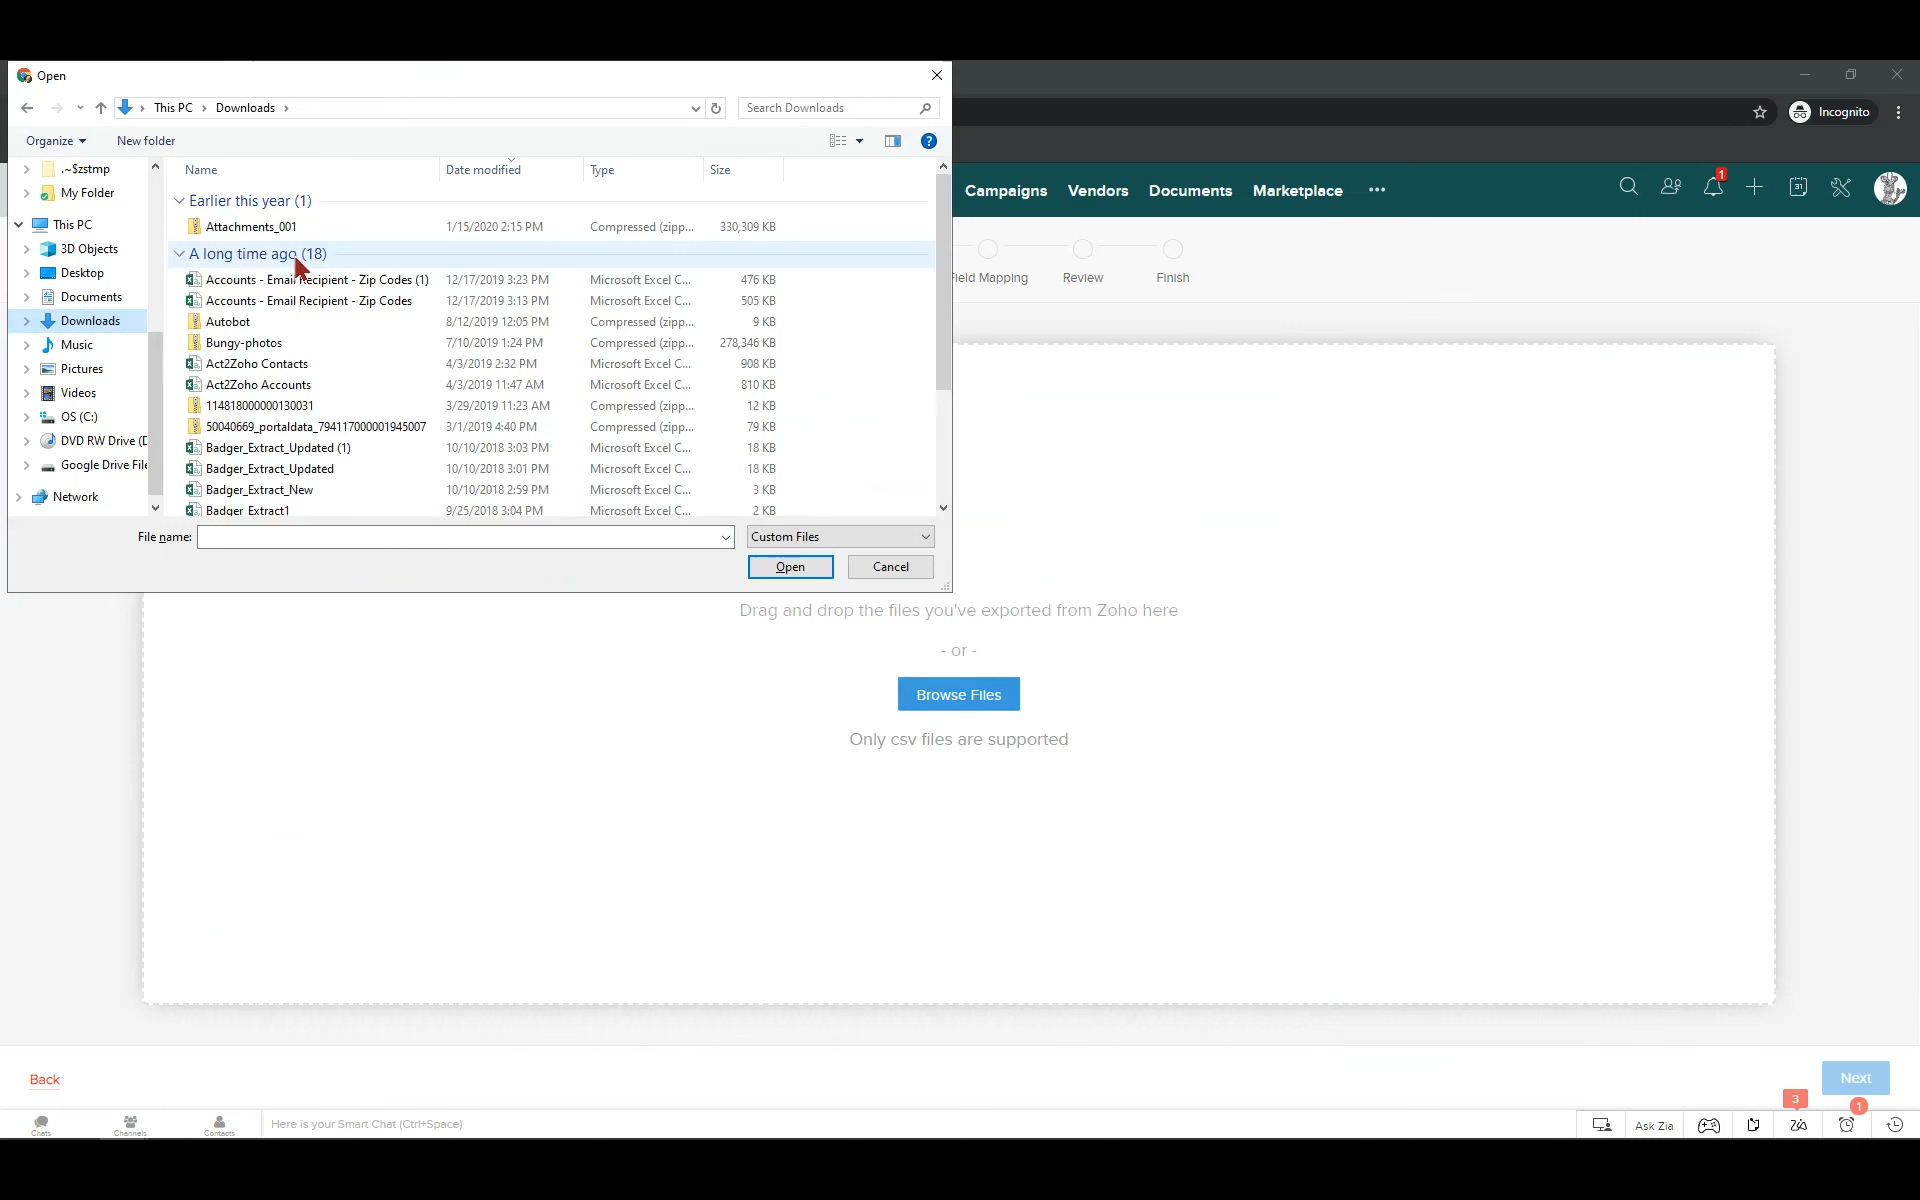 Open
This PC > Downloads >
Search Downloads
Incognito
Organize
New folder
Name
Date modified
Type
Size
.~$zstmp
My Folder
This PC
3D Objects
Desktop
Documents
Downloads
Music
Pictures
Videos
OS (C:)
DVD RW Drive (D
Google Drive File
Network
Earlier this year (1)
Attachments_001 1/15/2020 2:15 PM Compressed (zipp... 330,309 KB
A long time ago (18)
Accounts - Email Recipient - Zip Codes (1) 12/17/2019 3:23 PM Microsoft Excel C... 476 KB
Accounts - Email Recipient - Zip Codes 12/17/2019 3:13 PM Microsoft Excel C... 505 KB
Autobot 8/12/2019 12:05 PM Compressed (zipp... 9 KB
Bungy-photos 7/10/2019 1:24 PM Compressed (zipp... 278,346 KB
Act2Zoho Contacts 4/3/2019 2:32 PM Microsoft Excel C... 908 KB
Act2Zoho Accounts 4/3/2019 11:47 AM Microsoft Excel C... 810 KB
114818000000130031 3/29/2019 11:23 AM Compressed (zipp... 12 KB
50040669_portaldata_794117000001945007 3/1/2019 4:40 PM Compressed (zipp... 79 KB
Badger_Extract_Updated (1) 10/10/2018 3:03 PM Microsoft Excel C... 18 KB
Badger_Extract_Updated 10/10/2018 3:01 PM Microsoft Excel C... 18 KB
Badger_Extract_New 10/10/2018 2:59 PM Microsoft Excel C... 3 KB
Badger Extract1 9/25/2018 3:04 PM Microsoft Excel C... 2 KB
File name:
Custom Files
Open
Cancel
Campaigns Vendors Documents Marketplace
1
31
ield Mapping
Review
Finish
Drag and drop the files you've exported from Zoho here
- or -
Browse Files
Only csv files are supported
Back
Next
3
1
Chats
Channels
Contacts
Here is your Smart Chat (Ctrl+Space)
Ask Zia